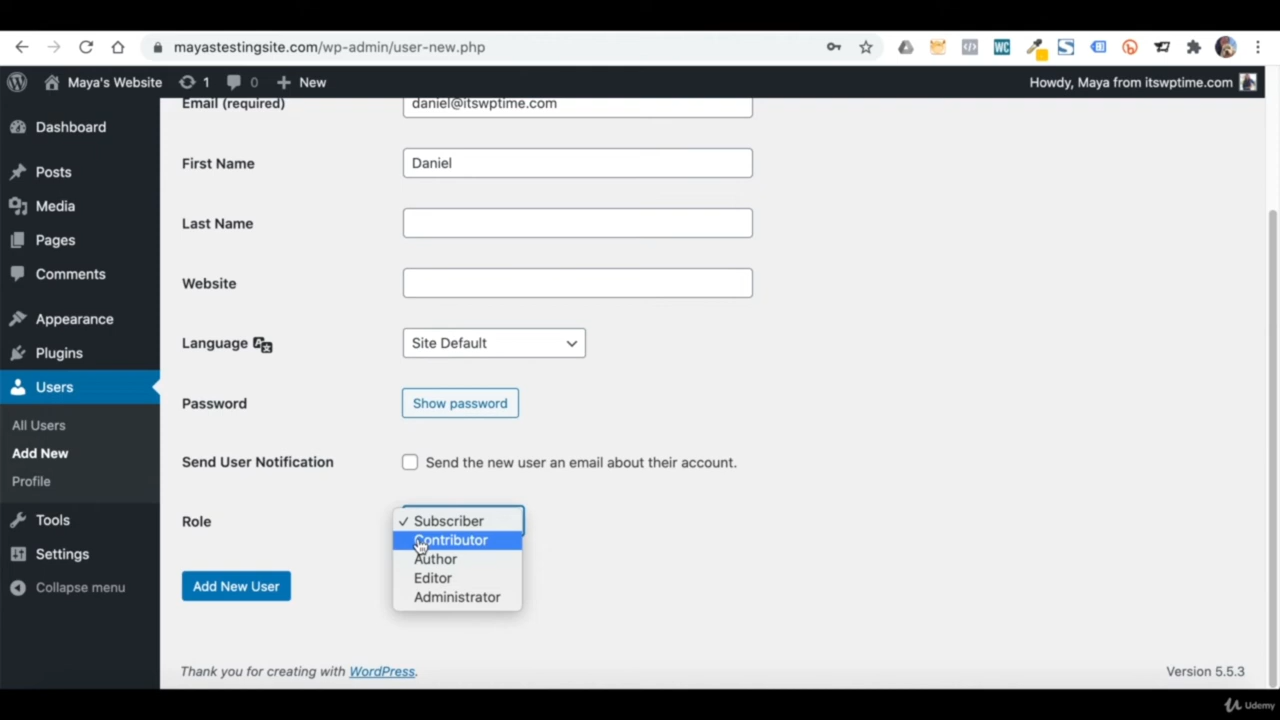 mayastestingsite.com/wp-admin/user-new.php
Maya's Website 1 0 New Howdy, Maya from itswptime.com
Dashboard
Posts
Media
Pages
Comments
Appearance
Plugins
Users
All Users
Add New
Profile
Tools
Settings
Collapse menu
Email (required) daniel@itswptime.com
First Name Daniel
Last Name
Website
Language Site Default
Password Show password
Send User Notification Send the new user an email about their account.
Role
✓ Subscriber
Contributor
Author
Editor
Administrator
Add New User
Thank you for creating with WordPress. Version 5.5.3
Udemy